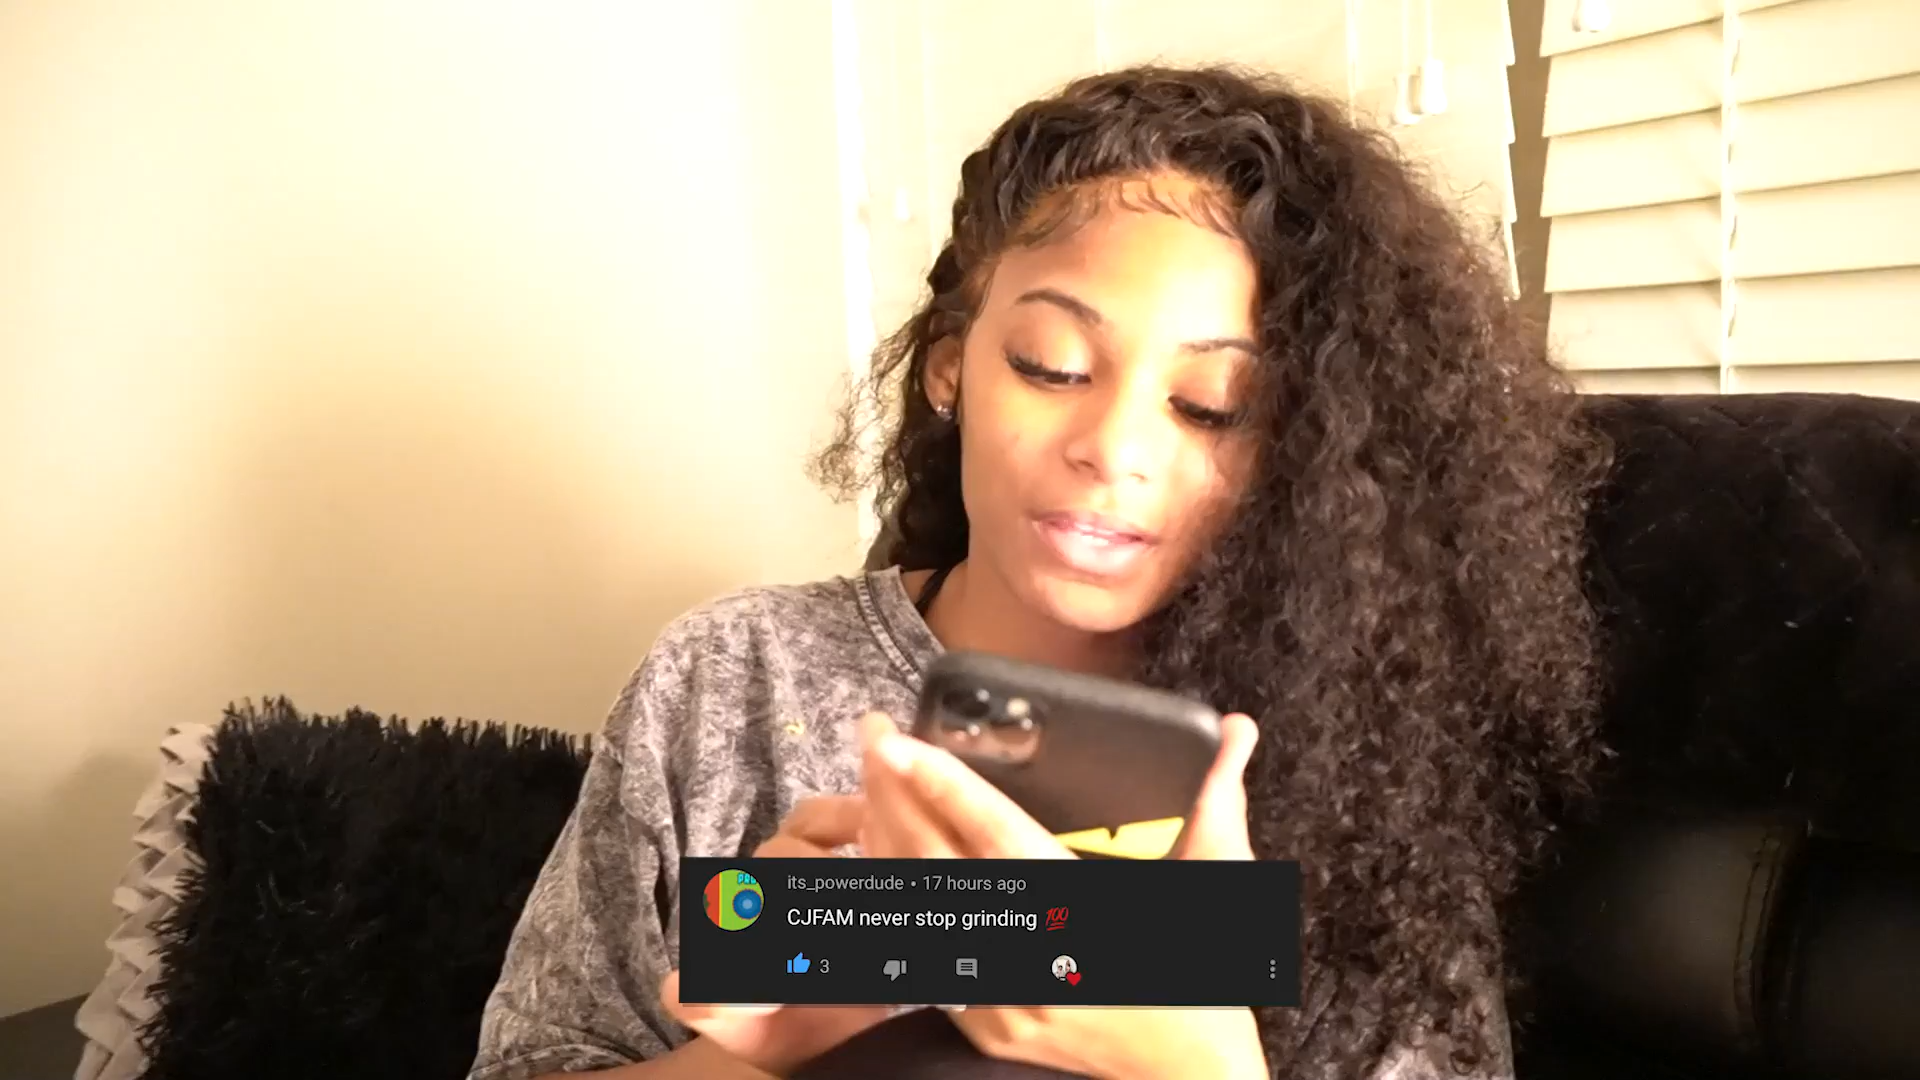 its_powerdude • 17 hours ago
CJFAM never stop grinding 💯
3